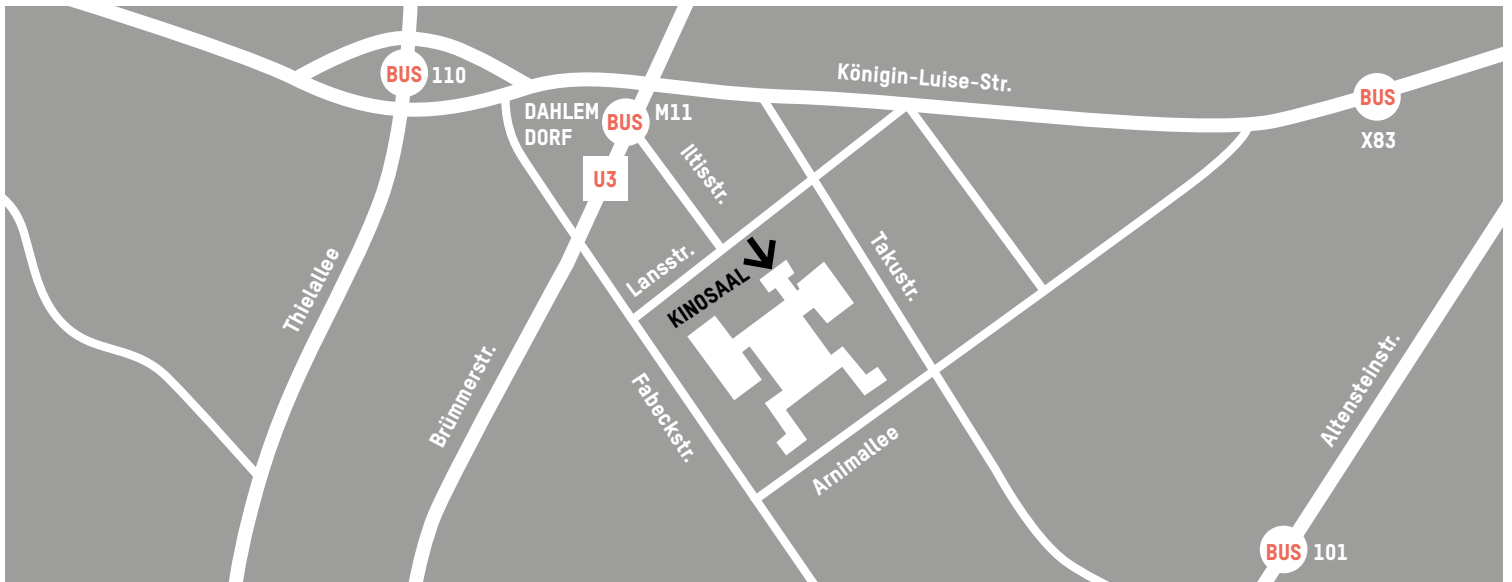 Königin-Luise-Str.
BUS 110
BUS
X83
DAHLEM
DORF
BUS M11
Iltisstr.
U3
Lansstr.
KINOSAAL
Takustr.
Thielallee
Brümmerstr.
Fabeckstr.
Altensteinstr.
Arnimallee
BUS 101